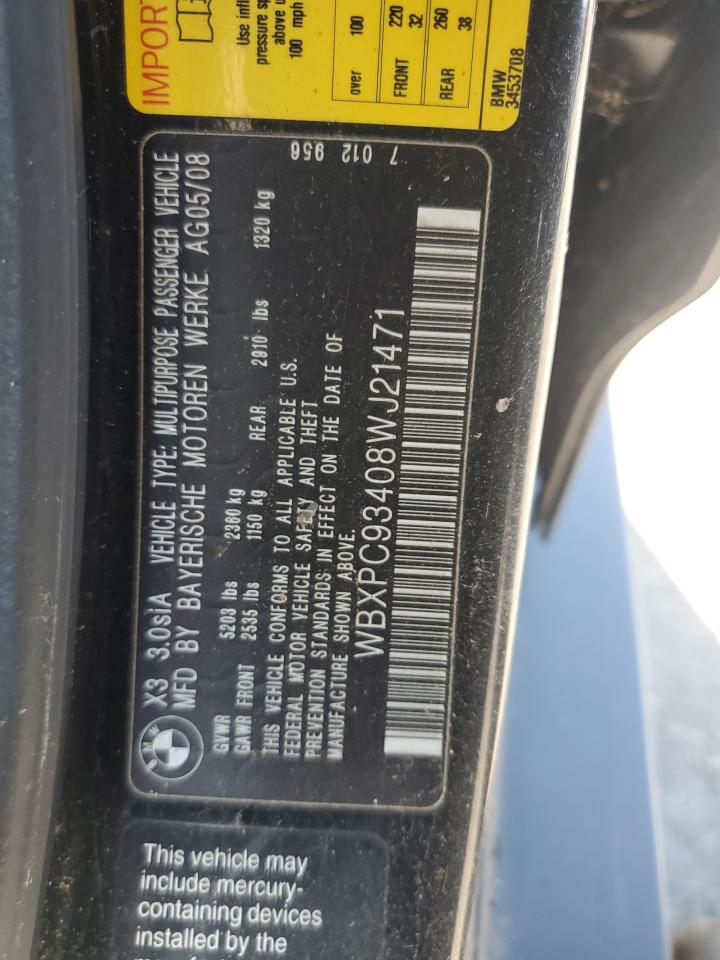 IMPORT
Use infl
pressure sp
above u
100 mph
over 100
FRONT 220 32
REAR 260 38
BMW
3453708
BMW
X3 3.0siA VEHICLE TYPE: MULTIPURPOSE PASSENGER VEHICLE
MFD BY BAYERISCHE MOTOREN WERKE AG05/08
GVWR 5203 lbs 2360 kg
GAWR FRONT 2535 lbs 1150 kg REAR 2910 lbs 1320 kg
THIS VEHICLE CONFORMS TO ALL APPLICABLE U.S.
FEDERAL MOTOR VEHICLE SAFETY AND THEFT
PREVENTION STANDARDS IN EFFECT ON THE DATE OF
MANUFACTURE SHOWN ABOVE.
WBXPC93408WJ21471
7 012 956
This vehicle may
include mercury-
containing devices
installed by the